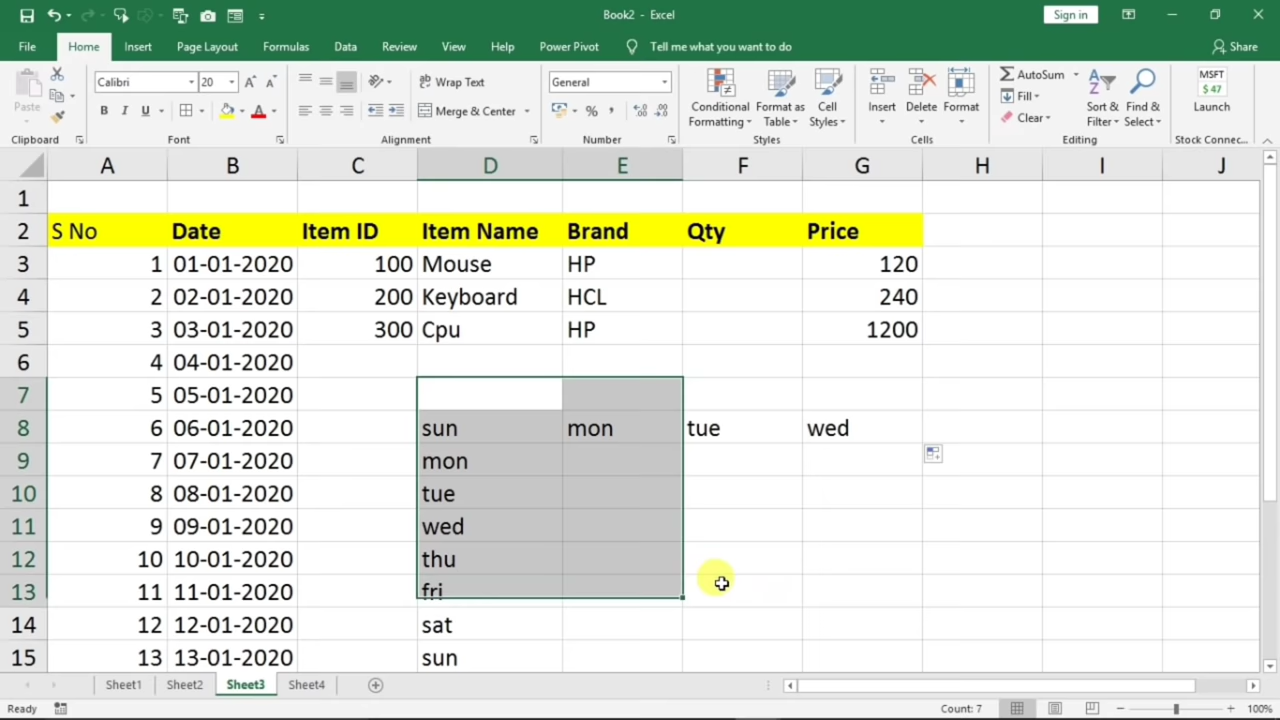 Book2 - Excel
Sign in
File Home Insert Page Layout Formulas Data Review View Help Power Pivot Tell me what you want to do Share
Paste
Calibri 20
Wrap Text
General
Conditional Formatting
Format as Table
Cell Styles
Insert
Delete
Format
AutoSum
Fill
Clear
Sort & Filter
Find & Select
MSFT
$ 47
Launch
B I U
Merge & Center
%
Clipboard Font Alignment Number Styles Cells Editing Stock Connec...
A B C D E F G H I J
1
2 S No Date Item ID Item Name Brand Qty Price
3 1 01-01-2020 100 Mouse HP 120
4 2 02-01-2020 200 Keyboard HCL 240
5 3 03-01-2020 300 Cpu HP 1200
6 4 04-01-2020
7 5 05-01-2020
8 6 06-01-2020 sun mon tue wed
9 7 07-01-2020 mon
10 8 08-01-2020 tue
11 9 09-01-2020 wed
12 10 10-01-2020 thu
13 11 11-01-2020 fri
14 12 12-01-2020 sat
15 13 13-01-2020 sun
Sheet1 Sheet2 Sheet3 Sheet4
Ready Count: 7 100%